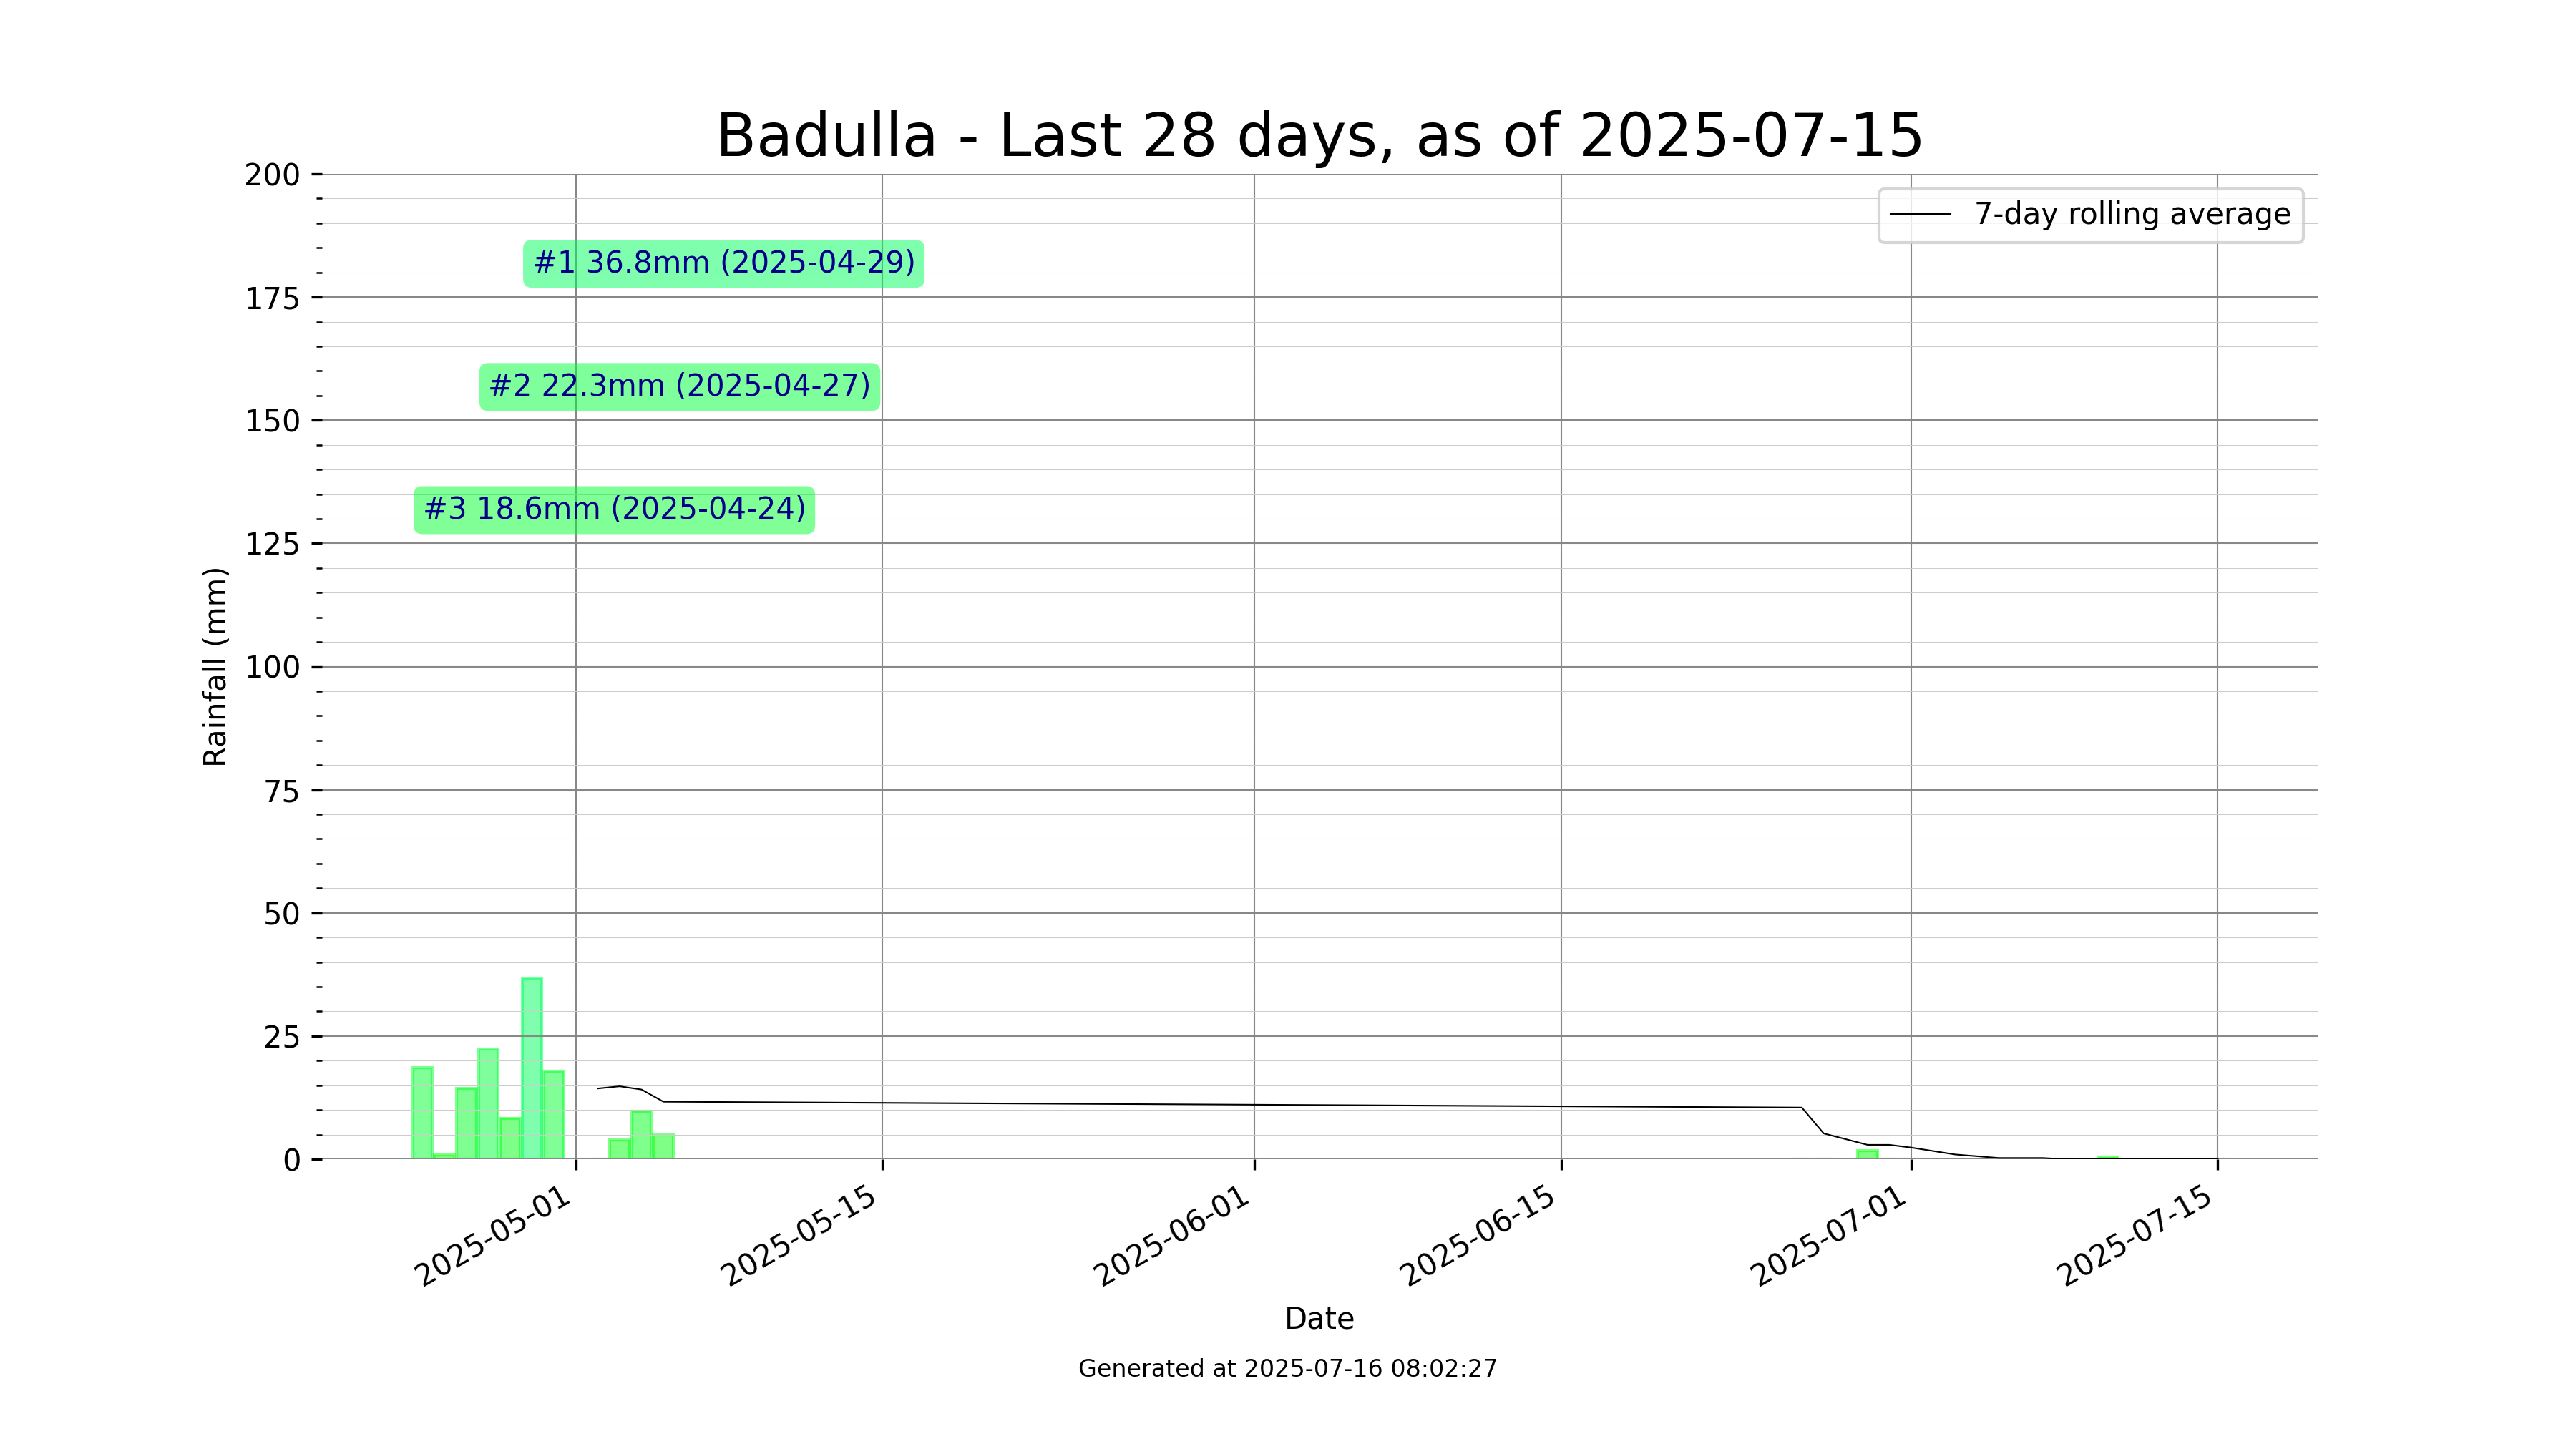 Badulla - Last 28 days, as of 2025-07-15
200
175
150
125
100
75
50
25
0
Rainfall (mm)
7-day rolling average
#1 36.8mm (2025-04-29)
#2 22.3mm (2025-04-27)
#3 18.6mm (2025-04-24)
2025-05-01
2025-05-15
2025-06-01
2025-06-15
2025-07-01
2025-07-15
Date
Generated at 2025-07-16 08:02:27